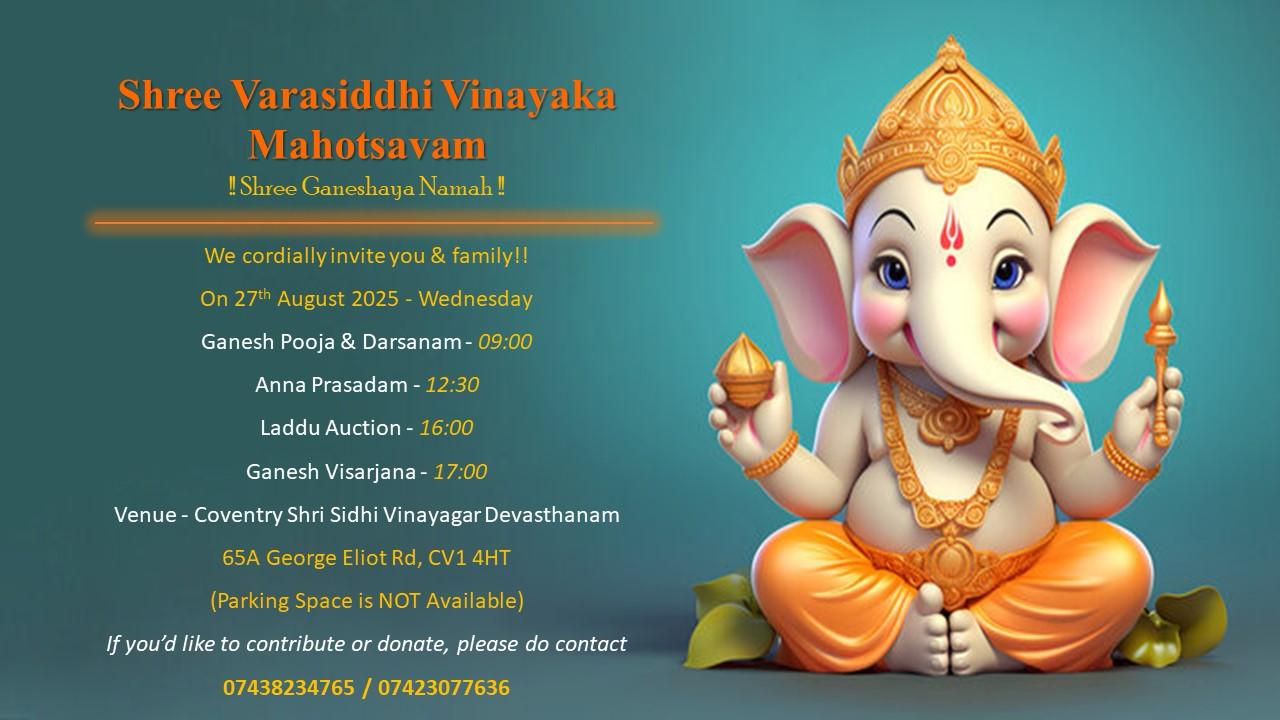 Shree Varasiddhi Vinayaka
Mahotsavam
!! Shree Ganeshaya Namah !!
We cordially invite you & family!!
On 27th August 2025 - Wednesday
Ganesh Pooja & Darsanam - 09:00
Anna Prasadam - 12:30
Laddu Auction - 16:00
Ganesh Visarjana - 17:00
Venue - Coventry Shri Sidhi Vinayagar Devasthanam
65A George Eliot Rd, CV1 4HT
(Parking Space is NOT Available)
If you’d like to contribute or donate, please do contact
07438234765 / 07423077636